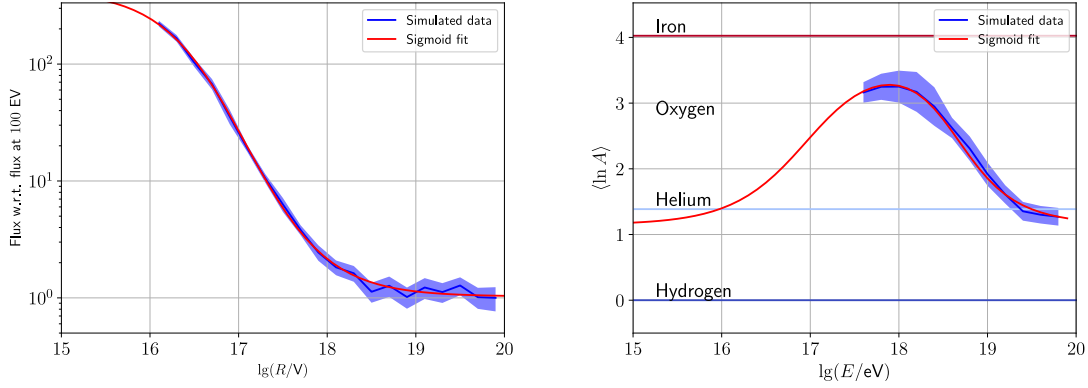 Flux w.r.t. flux at 100 EV
10²
10¹
10⁰
15 16 17 18 19 20
lg(R/V)
Simulated data
Sigmoid fit
⟨ln A⟩
4
3
2
1
0
Iron
Oxygen
Helium
Hydrogen
Simulated data
Sigmoid fit
15 16 17 18 19 20
lg(E/eV)